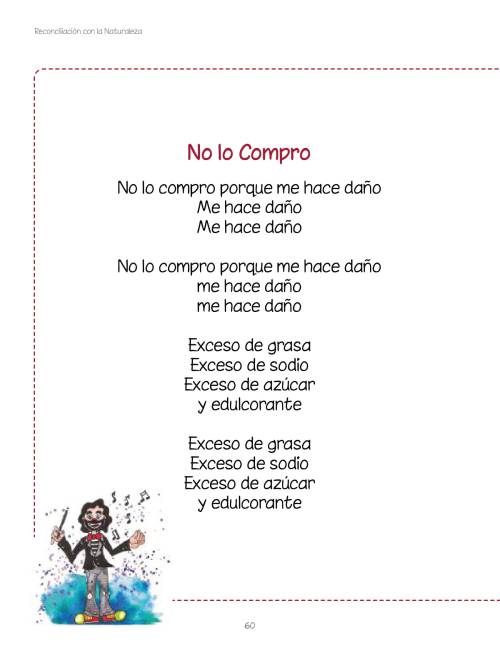 Reconciliación con la Naturaleza
No lo Compro
No lo compro porque me hace daño
Me hace daño
Me hace daño
No lo compro porque me hace daño
me hace daño
me hace daño
Exceso de grasa
Exceso de sodio
Exceso de azúcar
y edulcorante
Exceso de grasa
Exceso de sodio
Exceso de azúcar
y edulcorante
60